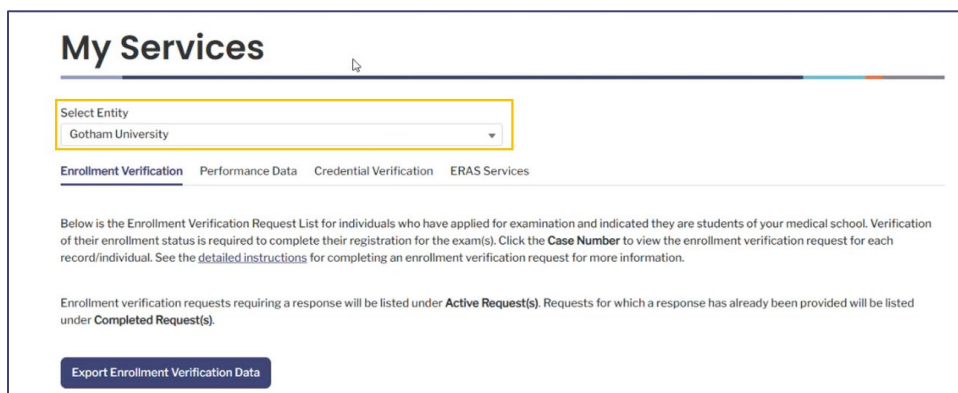 My Services
Select Entity
Gotham University
Enrollment Verification Performance Data Credential Verification ERAS Services
Below is the Enrollment Verification Request List for individuals who have applied for examination and indicated they are students of your medical school. Verification
of their enrollment status is required to complete their registration for the exam(s). Click the Case Number to view the enrollment verification request for each
record/individual. See the detailed instructions for completing an enrollment verification request for more information.
Enrollment verification requests requiring a response will be listed under Active Request(s). Requests for which a response has already been provided will be listed
under Completed Request(s).
Export Enrollment Verification Data